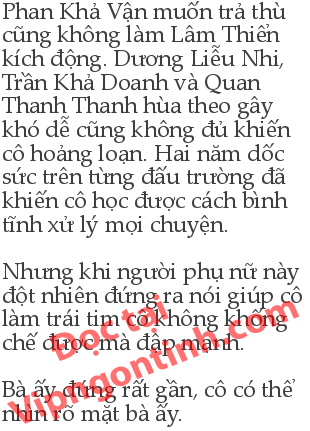 Phan Khả Vận muốn trả thù
cũng không làm Lâm Thiển
kích động. Dương Liễu Nhi,
Trần Khả Doanh và Quan
Thanh Thanh hùa theo gây
khó dễ cũng không đủ khiến
cô hoảng loạn. Hai năm dốc
sức trên từng đấu trường đã
khiến cô học được cách bình
tĩnh xử lý mọi chuyện.
Nhưng khi người phụ nữ này
đột nhiên đứng ra nói giúp cô
làm trái tim cô không khống
chế được mà đập mạnh.
Bà ấy đứng rất gần, cô có thể
nhìn rõ mặt bà ấy.
Đọc tại
Vipngontinh.com